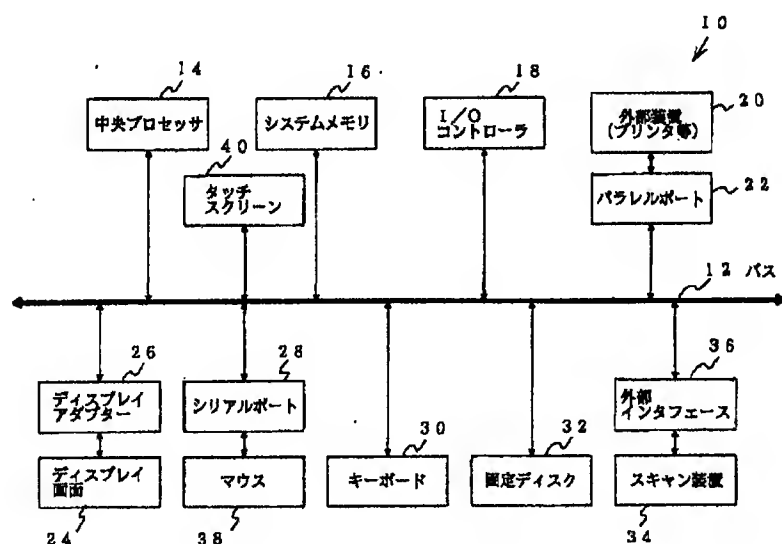 10
14
16
18
20
中央プロセッサ
システムメモリ
I/O
コントローラ
外部装置
(プリンタ等)
40
タッチ
スクリーン
22
パラレルポート
12 バス
26
28
36
ディスプレイ
アダプター
シリアルポート
外部
インタフェース
30
32
ディスプレイ
画面
マウス
キーボード
固定ディスク
スキャン装置
24
38
34